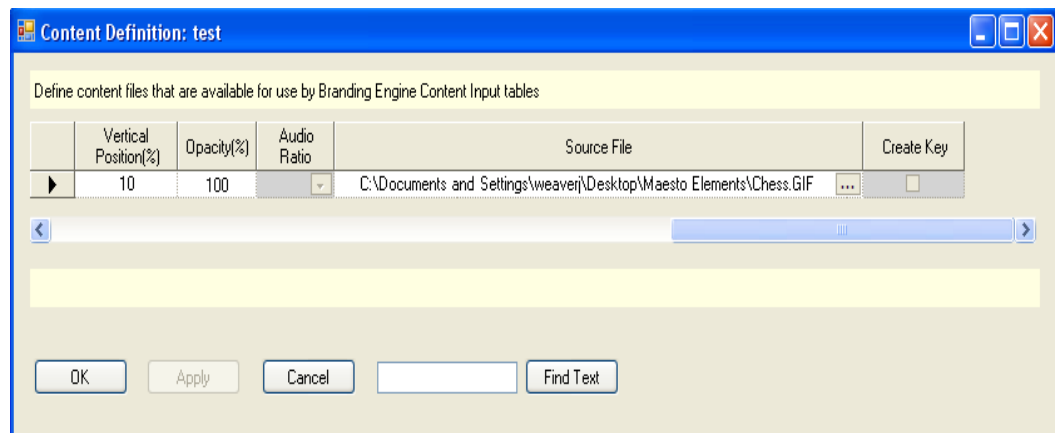 Content Definition: test
Define content files that are available for use by Branding Engine Content Input tables
Vertical Position(%) Opacity(%) Audio Ratio Source File Create Key
10 100 C:\Documents and Settings\weaverj\Desktop\Maesto Elements\Chess.GIF ...
OK Apply Cancel Find Text